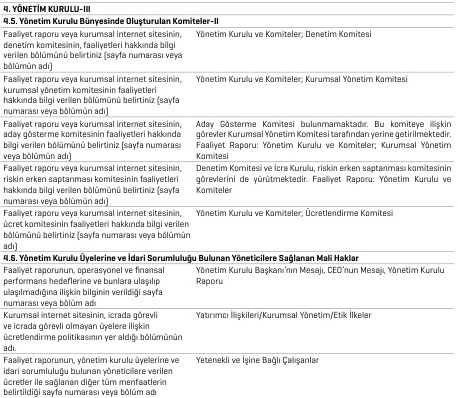 4. YÖNETİM KURULU-III
4.5. Yönetim Kurulu Bünyesinde Oluşturulan Komiteler-II
Faaliyet raporu veya kurumsal internet sitesinin,
denetim komitesinin, faaliyetleri hakkında bilgi
verilen bölümünü belirtiniz (sayfa numarası veya
bölümün adı)
Yönetim Kurulu ve Komiteler; Denetim Komitesi
Faaliyet raporu veya kurumsal internet sitesinin,
kurumsal yönetim komitesinin faaliyetleri
hakkında bilgi verilen bölümünü belirtiniz (sayfa
numarası veya bölümün adı)
Yönetim Kurulu ve Komiteler; Kurumsal Yönetim Komitesi
Faaliyet raporu veya kurumsal internet sitesinin,
aday gösterme komitesinin faaliyetleri hakkında
bilgi verilen bölümünü belirtiniz (sayfa numarası
veya bölümün adı)
Aday Gösterme Komitesi bulunmamaktadır. Bu komiteye ilişkin
görevler Kurumsal Yönetim Komitesi tarafından yerine getirilmektedir.
Faaliyet Raporu: Yönetim Kurulu ve Komiteler; Kurumsal Yönetim
Komitesi
Faaliyet raporu veya kurumsal internet sitesinin,
riskin erken saptanması komitesinin faaliyetleri
hakkında bilgi verilen bölümünü belirtiniz (sayfa
numarası veya bölümün adı)
Denetim Komitesi ve İcra Kurulu, riskin erken saptanması komitesinin
görevlerini de yürütmektedir. Faaliyet Raporu: Yönetim Kurulu ve
Komiteler
Faaliyet raporu veya kurumsal internet sitesinin,
ücret komitesinin faaliyetleri hakkında bilgi verilen
bölümünü belirtiniz (sayfa numarası veya bölümün
adı)
Yönetim Kurulu ve Komiteler; Ücretlendirme Komitesi
4.6. Yönetim Kurulu Üyelerine ve İdari Sorumluluğu Bulunan Yöneticilere Sağlanan Mali Haklar
Faaliyet raporunun, operasyonel ve finansal
performans hedeflerine ve bunlara ulaşılıp
ulaşılmadığına ilişkin bilginin verildiği sayfa
numarası veya bölüm adı
Yönetim Kurulu Başkanı'nın Mesajı, CEO'nun Mesajı, Yönetim Kurulu
Raporu
Kurumsal internet sitesinin, icrada görevli
ve icrada görevli olmayan üyelere ilişkin
ücretlendirme politikasının yer aldığı bölümünün
adı.
Yatırımcı İlişkileri/Kurumsal Yönetim/Etik İlkeler
Faaliyet raporunun, yönetim kurulu üyelerine ve
idari sorumluluğu bulunan yöneticilere verilen
ücretler ile sağlanan diğer tüm menfaatlerin
belirtildiği sayfa numarası veya bölüm adı
Yetenekli ve İşine Bağlı Çalışanlar